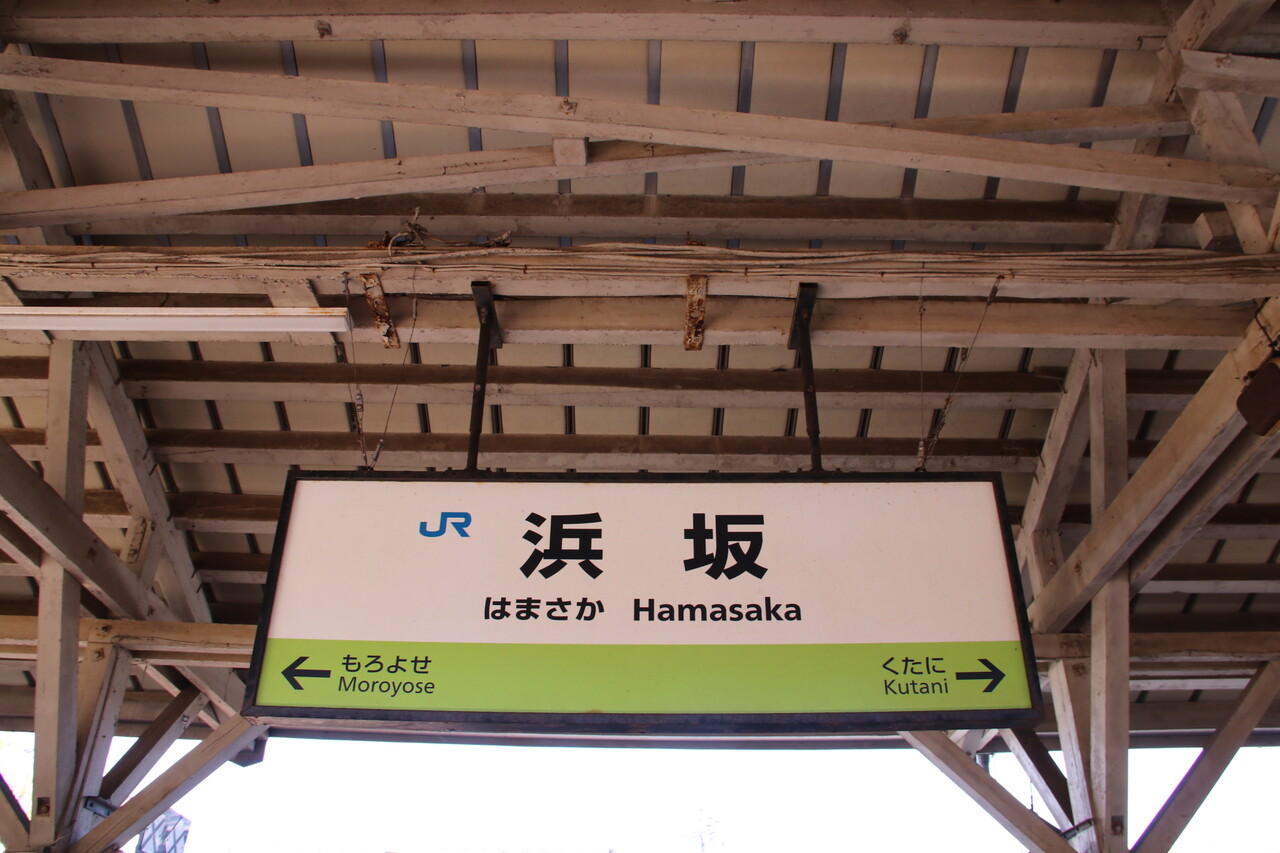 JR 浜坂
はまさか Hamasaka
← もろよせ
Moroyose
くたに →
Kutani